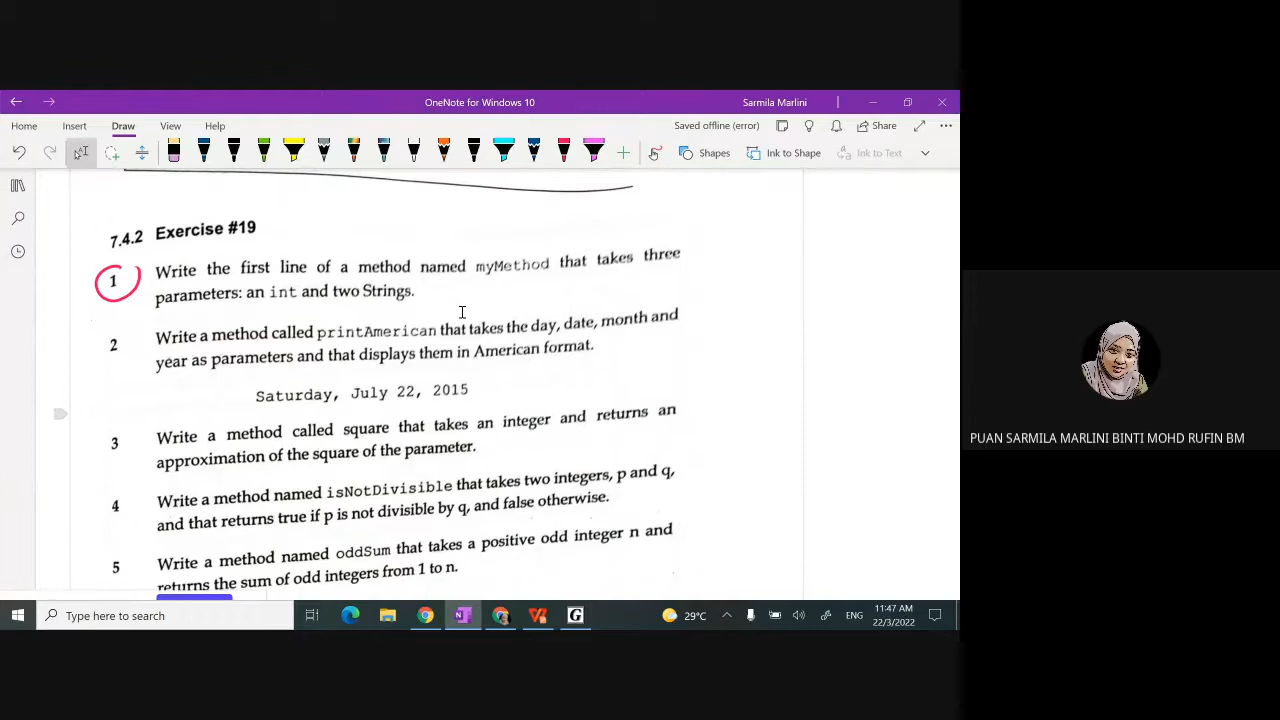 OneNote for Windows 10
Sarmila Marlini
Home Insert Draw View Help
Saved offline (error)
Share
Shapes
Ink to Shape
Ink to Text
7.4.2 Exercise #19
1 Write the first line of a method named myMethod that takes three
parameters: an int and two Strings.
2 Write a method called printAmerican that takes the day, date, month and
year as parameters and that displays them in American format.
Saturday, July 22, 2015
3 Write a method called square that takes an integer and returns an
approximation of the square of the parameter.
4 Write a method named isNotDivisible that takes two integers, p and q,
and that returns true if p is not divisible by q, and false otherwise.
5 Write a method named oddSum that takes a positive odd integer n and
returns the sum of odd integers from 1 to n.
PUAN SARMILA MARLINI BINTI MOHD RUFIN BM
Type here to search
29°C
ENG
11:47 AM
22/3/2022